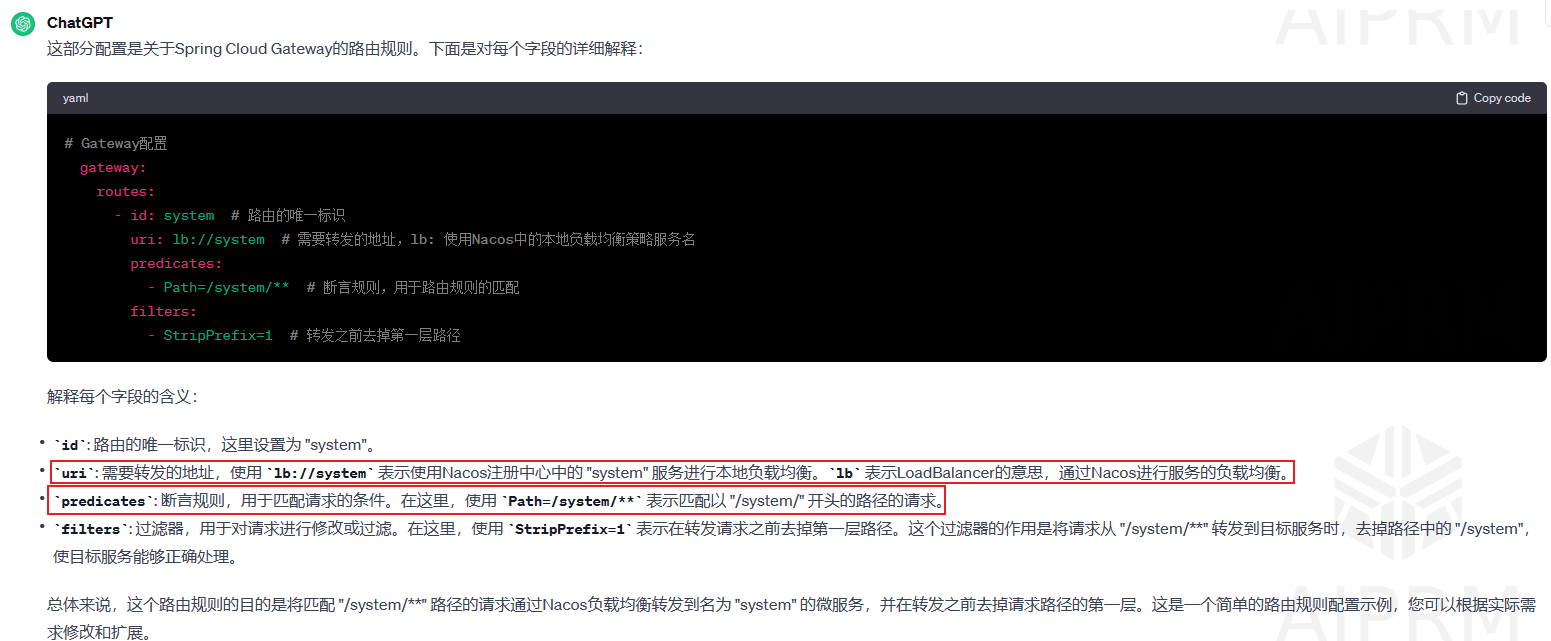 AIPRM
ChatGPT
这部分配置是关于Spring Cloud Gateway的路由规则。下面是对每个字段的详细解释：
yaml Copy code
# Gateway配置
gateway:
routes:
- id: system # 路由的唯一标识
uri: lb://system # 需要转发的地址，lb: 使用Nacos中的本地负载均衡策略服务名
predicates:
- Path=/system/** # 断言规则，用于路由规则的匹配
filters:
- StripPrefix=1 # 转发之前去掉第一层路径
解释每个字段的含义：
• `id`: 路由的唯一标识，这里设置为 "system"。
• `uri`: 需要转发的地址，使用 `lb://system` 表示使用Nacos注册中心中的 "system" 服务进行本地负载均衡。`lb` 表示LoadBalancer的意思，通过Nacos进行服务的负载均衡。
• `predicates`: 断言规则，用于匹配请求的条件。在这里，使用 `Path=/system/**` 表示匹配以 "/system/" 开头的路径的请求。
• `filters`: 过滤器，用于对请求进行修改或过滤。在这里，使用 `StripPrefix=1` 表示在转发请求之前去掉第一层路径。这个过滤器的作用是将请求从 "/system/**" 转发到目标服务时，去掉路径中的 "/system"，
使目标服务能够正确处理。
总体来说，这个路由规则的目的是将匹配 "/system/**" 路径的请求通过Nacos负载均衡转发到名为 "system" 的微服务，并在转发之前去掉请求路径的第一层。这是一个简单的路由规则配置示例，您可以根据实际需
求修改和扩展。
AIPRM